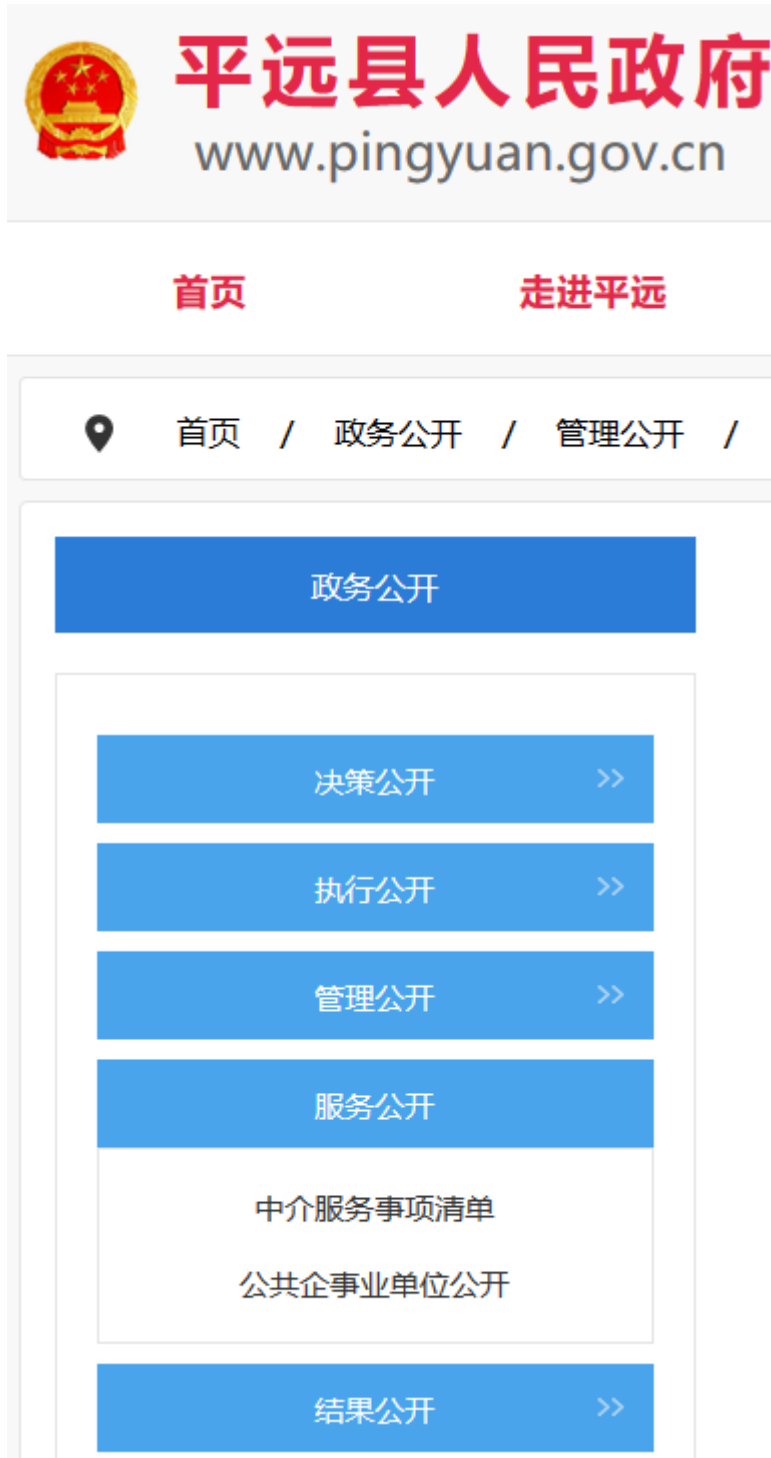 平远县人民政府
www.pingyuan.gov.cn
首页 走进平远
首页 / 政务公开 / 管理公开 /
政务公开
决策公开 >>
执行公开 >>
管理公开 >>
服务公开
中介服务事项清单
公共企事业单位公开
结果公开 >>